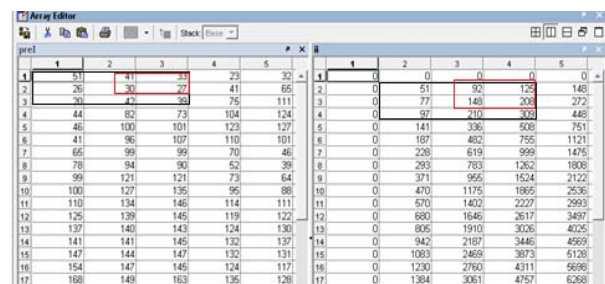 Array Editor
Stack: Base
preI
ii
1 2 3 4 5 1 2 3 4 5
1 51 41 33 23 32 1 0 0 0 0 0
2 26 30 27 41 65 2 0 51 92 125 148
3 20 42 39 75 111 3 0 77 148 208 272
4 44 82 73 104 124 4 0 97 210 309 448
5 46 100 101 123 127 5 0 141 336 508 751
6 41 96 107 110 101 6 0 187 482 755 1121
7 65 99 99 70 46 7 0 228 619 999 1475
8 78 94 90 52 39 8 0 293 783 1262 1808
9 99 121 121 73 64 9 0 371 955 1524 2122
10 100 127 135 95 88 10 0 470 1175 1865 2536
11 110 134 146 114 111 11 0 570 1402 2227 2993
12 125 139 145 119 122 12 0 680 1646 2617 3497
13 137 140 143 124 130 13 0 805 1910 3026 4025
14 141 141 145 132 137 14 0 942 2187 3446 4569
15 147 144 147 132 131 15 0 1083 2469 3873 5128
16 154 147 145 124 117 16 0 1230 2760 4311 5698
17 168 149 163 135 128 17 0 1384 3061 4757 6268